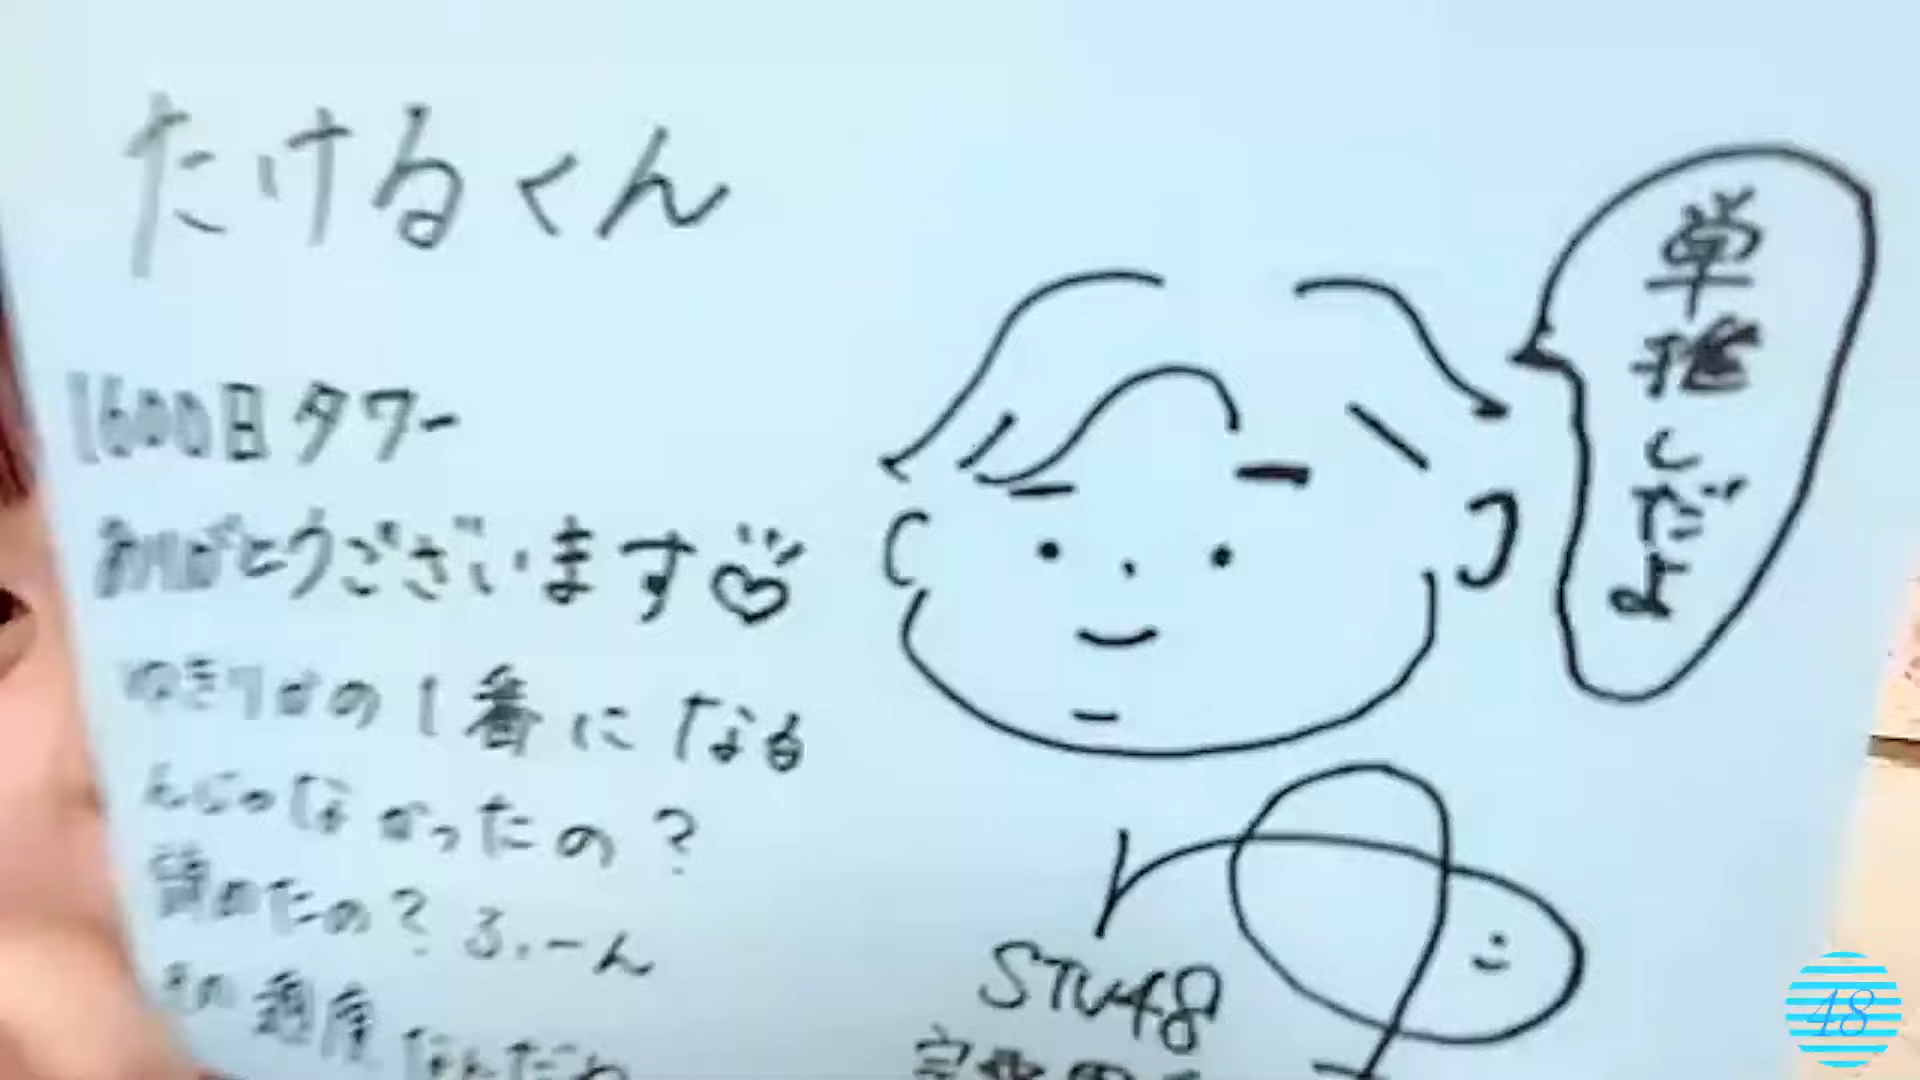 たけるくん
1600日タワー
ありがとうございます♡
ゆきりかの1番になる
んじゃなかったの?
諦めたの? ふーん
その程度なんだね
単推しだよ
STU48
48